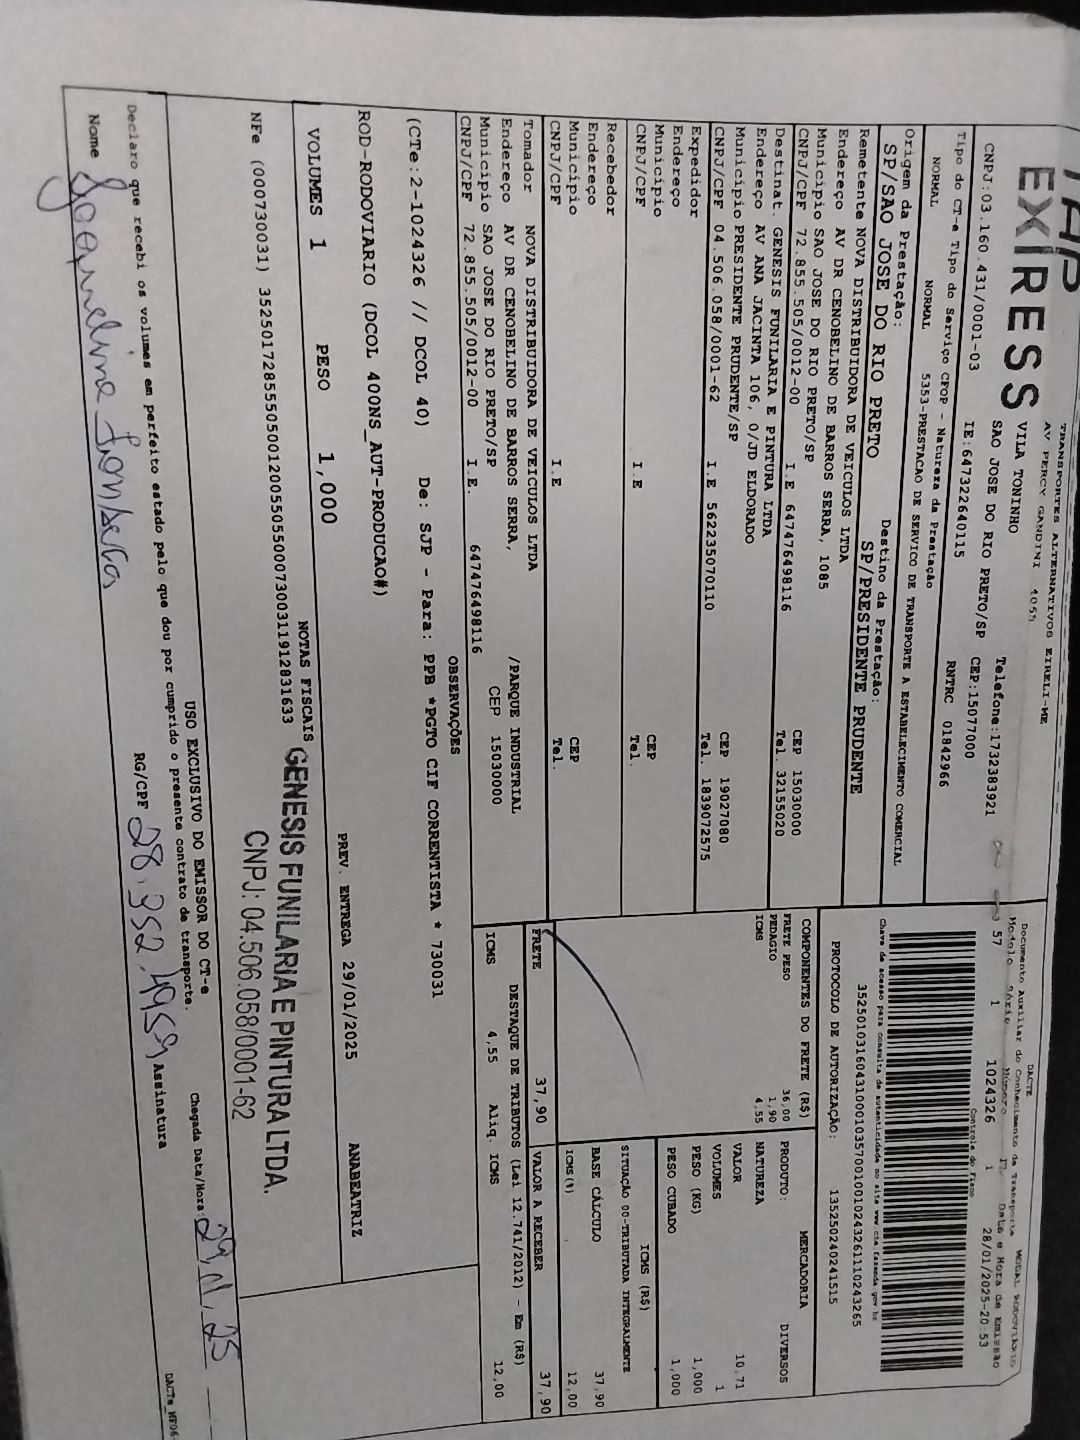 TAP
EXIRESS
TRANSPORTES ALTERNATIVOS EIRELI-ME
AV PERCY GANDINI 1055
VILA TONINHO
SAO JOSE DO RIO PRETO/SP Telefone:1732383921
CNPJ:03.160.431/0001-03 IE:647322640115 CEP:15077000
Tipo do CT-e Tipo do Serviço CFOP - Natureza da Prestação RNTRC 01842966
NORMAL NORMAL 5353-PRESTACAO DE SERVICO DE TRANSPORTE A ESTABELECIMENTO COMERCIAL
Origem da Prestação: Destino da Prestação:
SP/SAO JOSE DO RIO PRETO SP/PRESIDENTE PRUDENTE
Remetente NOVA DISTRIBUIDORA DE VEICULOS LTDA
Endereço AV DR CENOBELINO DE BARROS SERRA, 1085
Município SAO JOSE DO RIO PRETO/SP CEP 15030000
CNPJ/CPF 72.855.505/0012-00 I.E 647476498116 Tel. 32155020
Destinat. GENESIS FUNILARIA E PINTURA LTDA
Endereço AV ANA JACINTA 106, 0/JD ELDORADO
Município PRESIDENTE PRUDENTE/SP CEP 19027080
CNPJ/CPF 04.506.058/0001-62 I.E 562235070110 Tel. 1839072575
Expedidor
Endereço
Município CEP
CNPJ/CPF I.E Tel.
Recebedor
Endereço
Município CEP
CNPJ/CPF I.E Tel.
Tomador NOVA DISTRIBUIDORA DE VEICULOS LTDA
Endereço AV DR CENOBELINO DE BARROS SERRA, /PARQUE INDUSTRIAL
Município SAO JOSE DO RIO PRETO/SP CEP 15030000
CNPJ/CPF 72.855.505/0012-00 I.E. 647476498116
DACTE MODAL RODOVIÁRIO
Documento Auxiliar do Conhecimento de Transporte
Modelo Série Número Fl Data e Hora de Emissão
57 1 1024326 1 28/01/2025-20:53
Controle do Fisco
Chave de acesso para consulta de autenticidade no site www.cte.fazenda.gov.br
35250103160431000103570010010243261110243265
PROTOCOLO DE AUTORIZAÇÃO: 135250240241515
COMPONENTES DO FRETE (R$)
FRETE PESO 36,00
PEDAGIO 1,90
ICMS 4,55
MERCADORIA
PRODUTO: DIVERSOS
NATUREZA
VALOR 10,71
VOLUMES 1
PESO (KG) 1,000
PESO CUBADO 1,000
ICMS (R$)
SITUAÇÃO 00-TRIBUTADA INTEGRALMENTE
BASE CÁLCULO 37,90
ICMS(%) 12,00
FRETE 37,90 VALOR A RECEBER 37,90
DESTAQUE DE TRIBUTOS (Lei 12.741/2012) - Em (R$)
ICMS 4,55 Aliq. ICMS 12,00
OBSERVAÇÕES
(CTe:2-1024326 // DCOL 40) De: SJP - Para: PPB *PGTO CIF CORRENTISTA * 730031
ROD-RODOVIARIO (DCOL 400NS_AUT-PRODUCAO#)
PREV. ENTREGA 29/01/2025 ANABEATRIZ
VOLUMES 1 PESO 1,000
NOTAS FISCAIS
NFe (000730031) 35250172855505001200550550007300311912831633
GENESIS FUNILARIA E PINTURA LTDA.
CNPJ: 04.506.058/0001-62
USO EXCLUSIVO DO EMISSOR DO CT-e
Declaro que recebi os volumes em perfeito estado pelo que dou por cumprido o presente contrato de transporte. Chegada Data/Hora: 29.01.25
Nome RG/CPF 28.352.4959 Assinatura